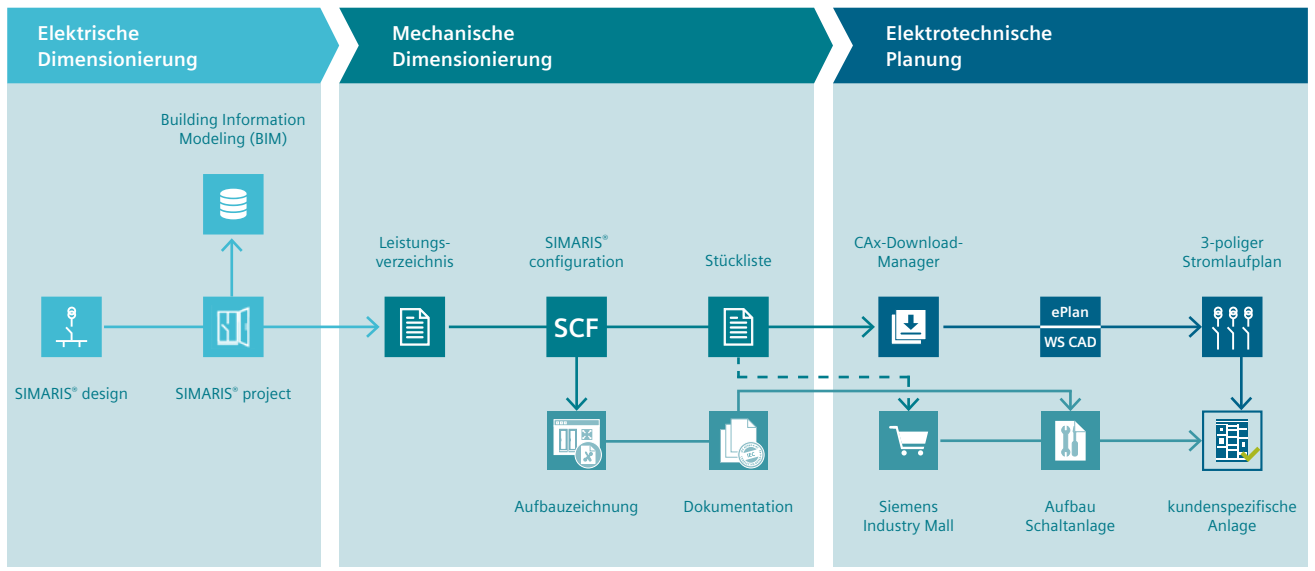 Elektrische
Dimensionierung
Mechanische
Dimensionierung
Elektrotechnische
Planung
Building Information
Modeling (BIM)
Leistungs-
verzeichnis
SIMARIS®
configuration
Stückliste
CAx-Download-
Manager
3-poliger
Stromlaufplan
SCF
ePlan
WS CAD
SIMARIS® design
SIMARIS® project
IEC
Aufbauzeichnung
Dokumentation
Siemens
Industry Mall
Aufbau
Schaltanlage
kundenspezifische
Anlage